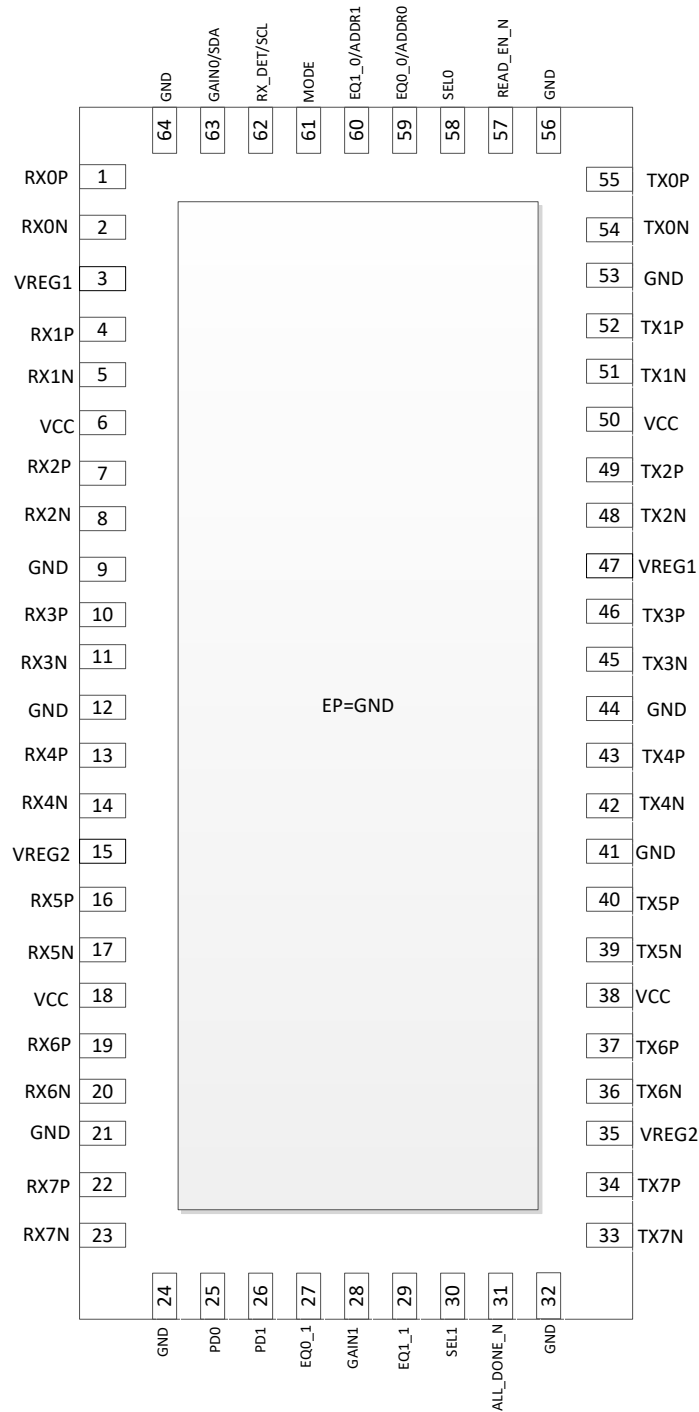 GND
GAIN0/SDA
RX_DET/SCL
MODE
EQ1_0/ADDR1
EQ0_0/ADDR0
SEL0
READ_EN_N
GND
64
63
62
61
60
59
58
57
56
RX0P 1
RX0N 2
VREG1 3
RX1P 4
RX1N 5
VCC 6
RX2P 7
RX2N 8
GND 9
RX3P 10
RX3N 11
GND 12
RX4P 13
RX4N 14
VREG2 15
RX5P 16
RX5N 17
VCC 18
RX6P 19
RX6N 20
GND 21
RX7P 22
RX7N 23
EP=GND
55 TX0P
54 TX0N
53 GND
52 TX1P
51 TX1N
50 VCC
49 TX2P
48 TX2N
47 VREG1
46 TX3P
45 TX3N
44 GND
43 TX4P
42 TX4N
41 GND
40 TX5P
39 TX5N
38 VCC
37 TX6P
36 TX6N
35 VREG2
34 TX7P
33 TX7N
24
25
26
27
28
29
30
31
32
GND
PD0
PD1
EQ0_1
GAIN1
EQ1_1
SEL1
ALL_DONE_N
GND